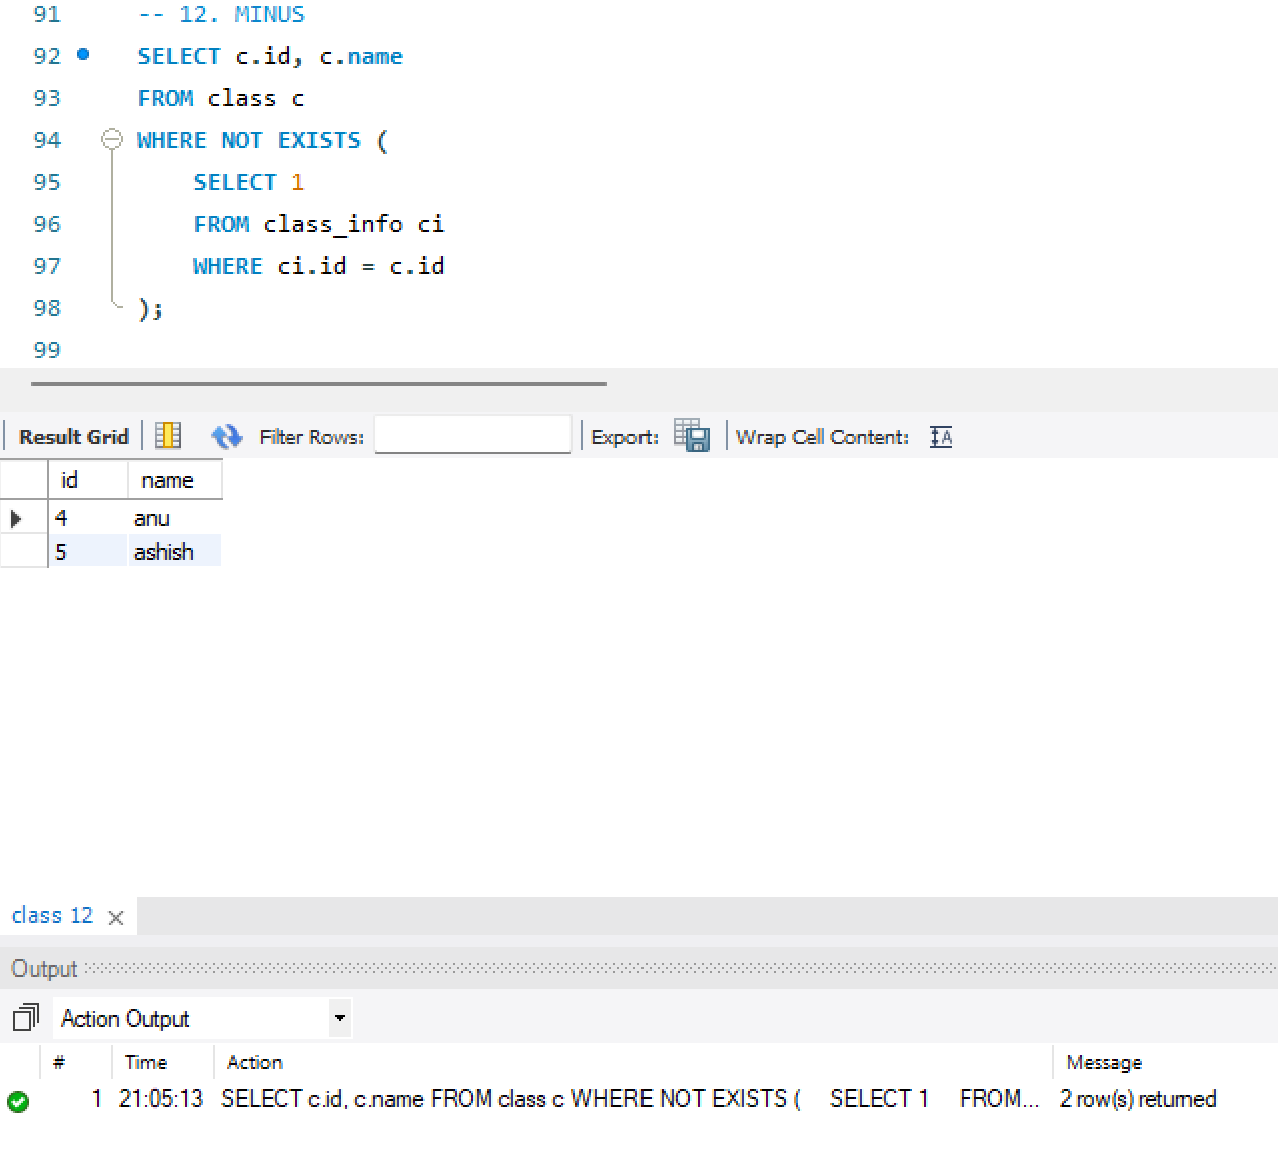 91 -- 12. MINUS
92 SELECT c.id, c.name
93 FROM class c
94 WHERE NOT EXISTS (
95 SELECT 1
96 FROM class_info ci
97 WHERE ci.id = c.id
98 );
99
Result Grid Filter Rows: Export: Wrap Cell Content: IA
id name
4 anu
5 ashish
class 12
Output
Action Output
# Time Action Message
1 21:05:13 SELECT c.id, c.name FROM class c WHERE NOT EXISTS ( SELECT 1 FROM... 2 row(s) returned